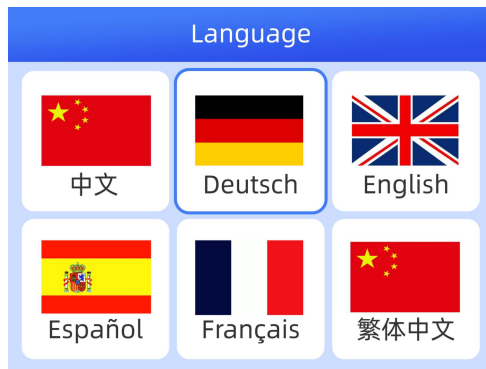 Language
中文
Deutsch
English
Español
Français
繁体中文